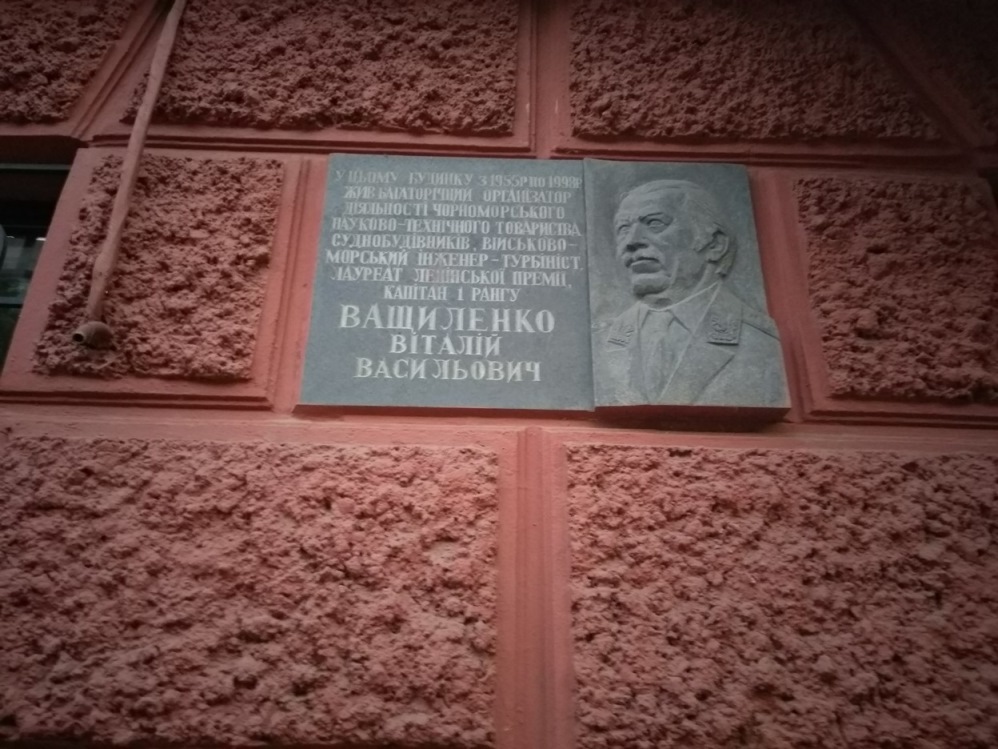 У ЦЬОМУ БУДИНКУ З 1955Р ПО 1998Р
ЖИВ БАГАТОРІЧНИЙ ОРГАНІЗАТОР
ДІЯЛЬНОСТІ ЧОРНОМОРСЬКОГО
НАУКОВО-ТЕХНІЧНОГО ТОВАРИСТВА
СУДНОБУДІВНИКІВ, ВІЙСЬКОВО-
МОРСЬКИЙ ІНЖЕНЕР-ТУРБІНІСТ,
ЛАУРЕАТ ЛЕНІНСЬКОЇ ПРЕМІЇ,
КАПІТАН 1 РАНГУ
ВАЩИЛЕНКО
ВІТАЛІЙ
ВАСИЛЬОВИЧ